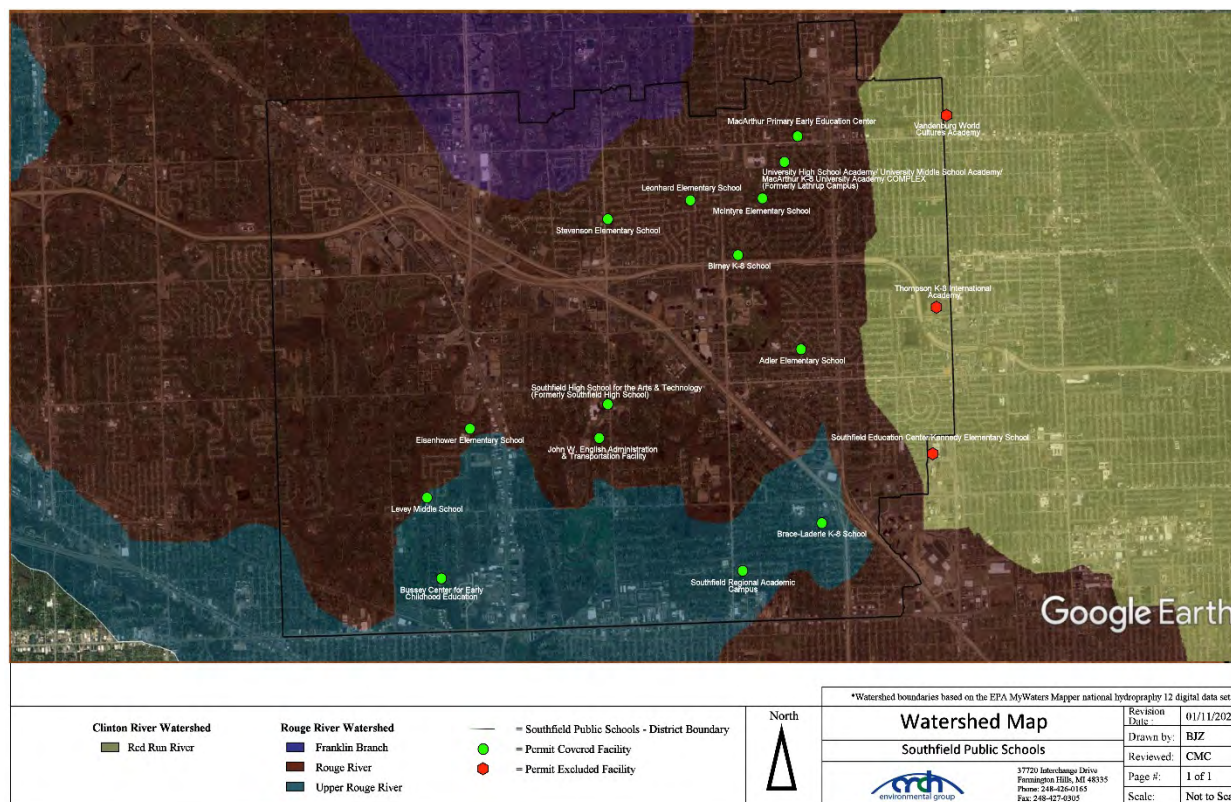 MacArthur Primary Early Education Center
Vandenburg World
Cultures Academy
University High School Academy/ University Middle School Academy/
MacArthur K-8 University Academy COMPLEX
(Formerly Lathrup Campus)
Leonhard Elementary School
McIntyre Elementary School
Stevenson Elementary School
Birney K-8 School
Thompson K-8 International
Academy
Adler Elementary School
Southfield High School for the Arts & Technology
(Formerly Southfield High School)
Eisenhower Elementary School
John W. English Administration
& Transportation Facility
Southfield Education Center/Kennedy Elementary School
Levey Middle School
Brace-Laderle K-8 School
Bussey Center for Early
Childhood Education
Southfield Regional Academic
Campus
Google Earth
*Watershed boundaries based on the EPA MyWaters Mapper national hydrography 12 digital data set
Clinton River Watershed
Red Run River
Rouge River Watershed
Franklin Branch
Rouge River
Upper Rouge River
= Southfield Public Schools - District Boundary
= Permit Covered Facility
= Permit Excluded Facility
North
Watershed Map
Southfield Public Schools
environmental group
37720 Interchange Drive
Farmington Hills, MI 48335
Phone: 248-426-0165
Fax: 248-427-0305
Revision
Date :
01/11/202
Drawn by: BJZ
Reviewed: CMC
Page #: 1 of 1
Scale: Not to Sca